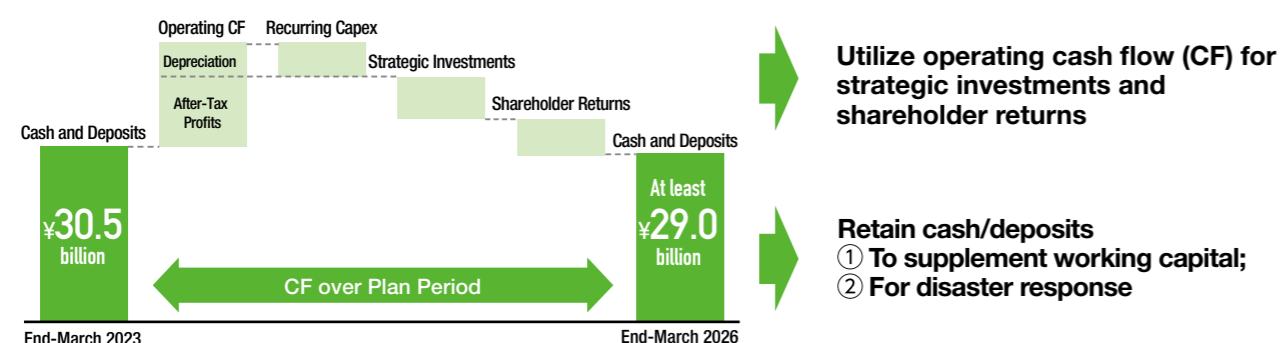 Operating CF
Recurring Capex
Depreciation
Strategic Investments
After-Tax
Profits
Shareholder Returns
Cash and Deposits
Cash and Deposits
¥30.5
billion
At least
¥29.0
billion
CF over Plan Period
End-March 2023
End-March 2026
Utilize operating cash flow (CF) for
strategic investments and
shareholder returns
Retain cash/deposits
① To supplement working capital;
② For disaster response